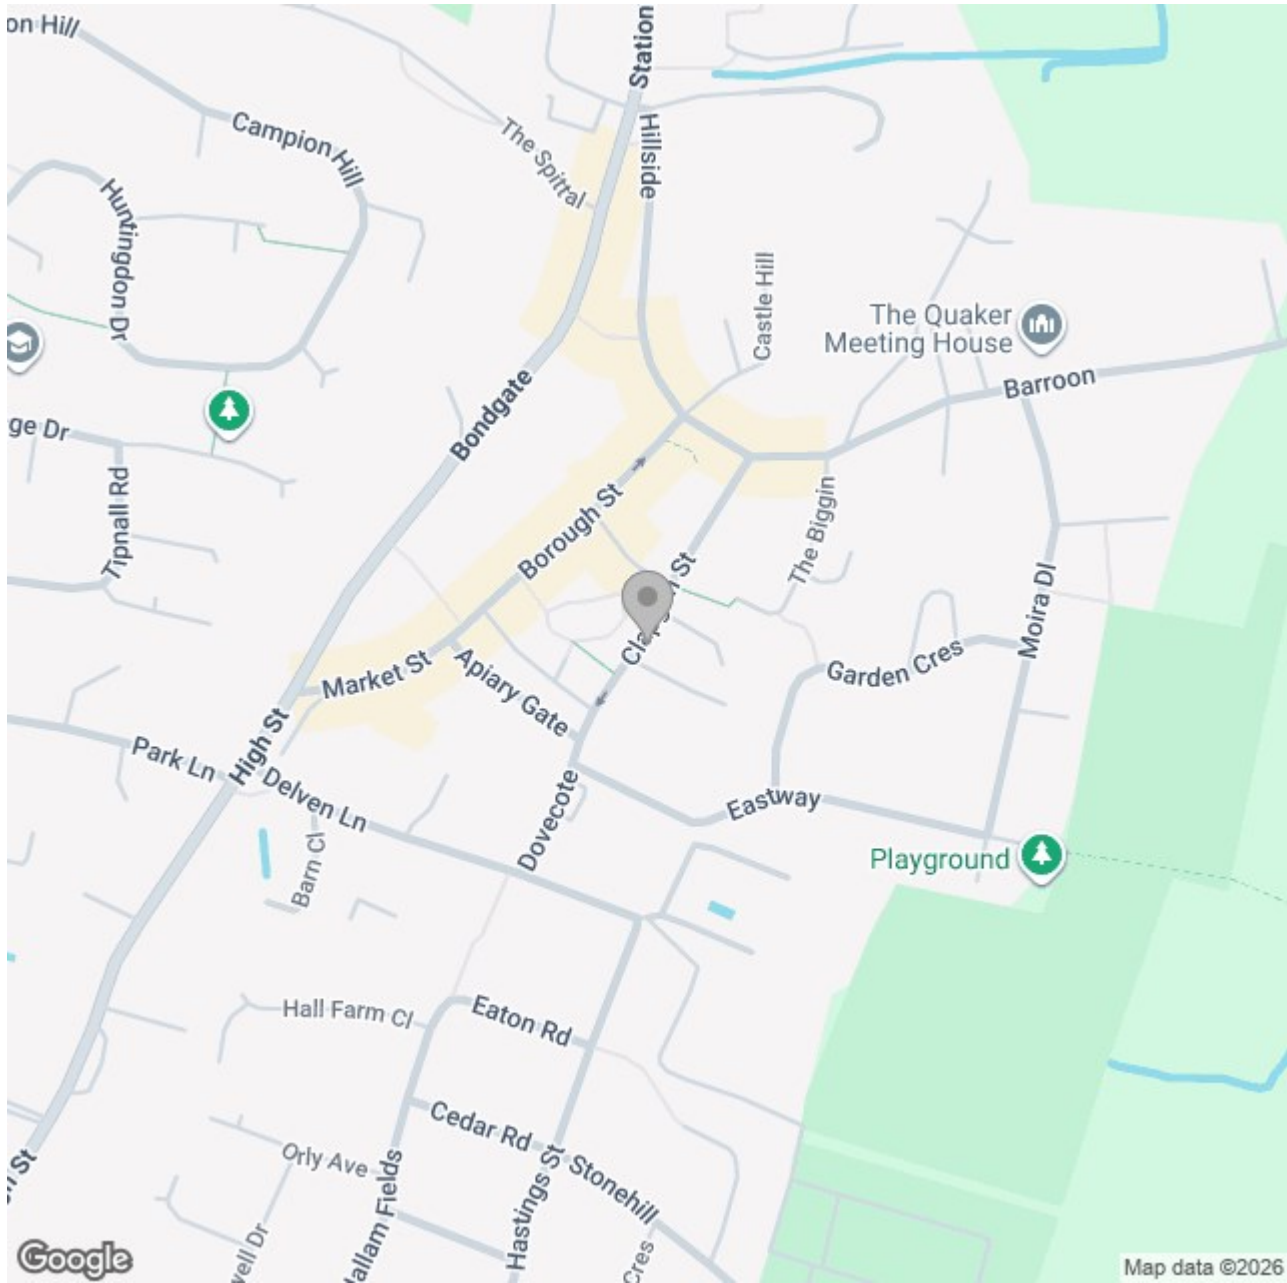 on Hill
Station
Campion Hill
The Spittal
Hillside
Huntingdon Dr
Castle Hill
The Quaker
Meeting House
Barroon
Bondgate
ge Dr
Tipnall Rd
Borough St
The Biggin
Moira Dl
Garden Cres
Market St
Apiary Gate
High St
Park Ln
Delven Ln
Eastway
Dovecote
Barn Cl
Playground
Hall Farm Cl
Eaton Rd
Cedar Rd
Orly Ave
Stonehill
Hastings St
Hallam Fields
St
well Dr
Cres
Google
Map data ©2026